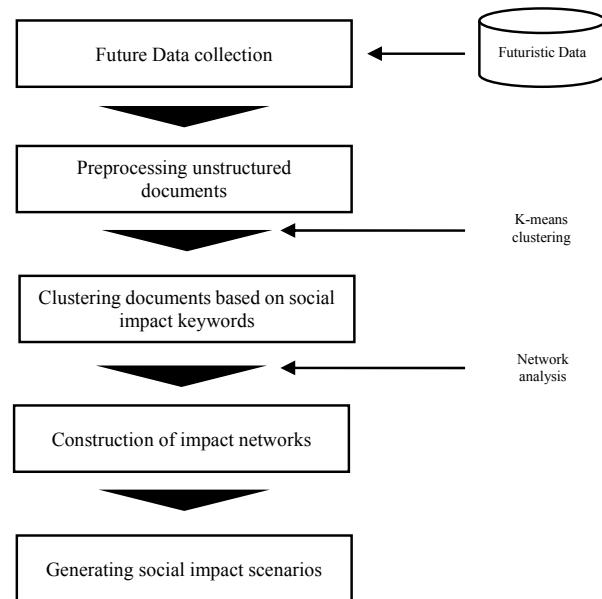 Future Data collection
Futuristic Data
Preprocessing unstructured
documents
K-means
clustering
Clustering documents based on social
impact keywords
Network
analysis
Construction of impact networks
Generating social impact scenarios